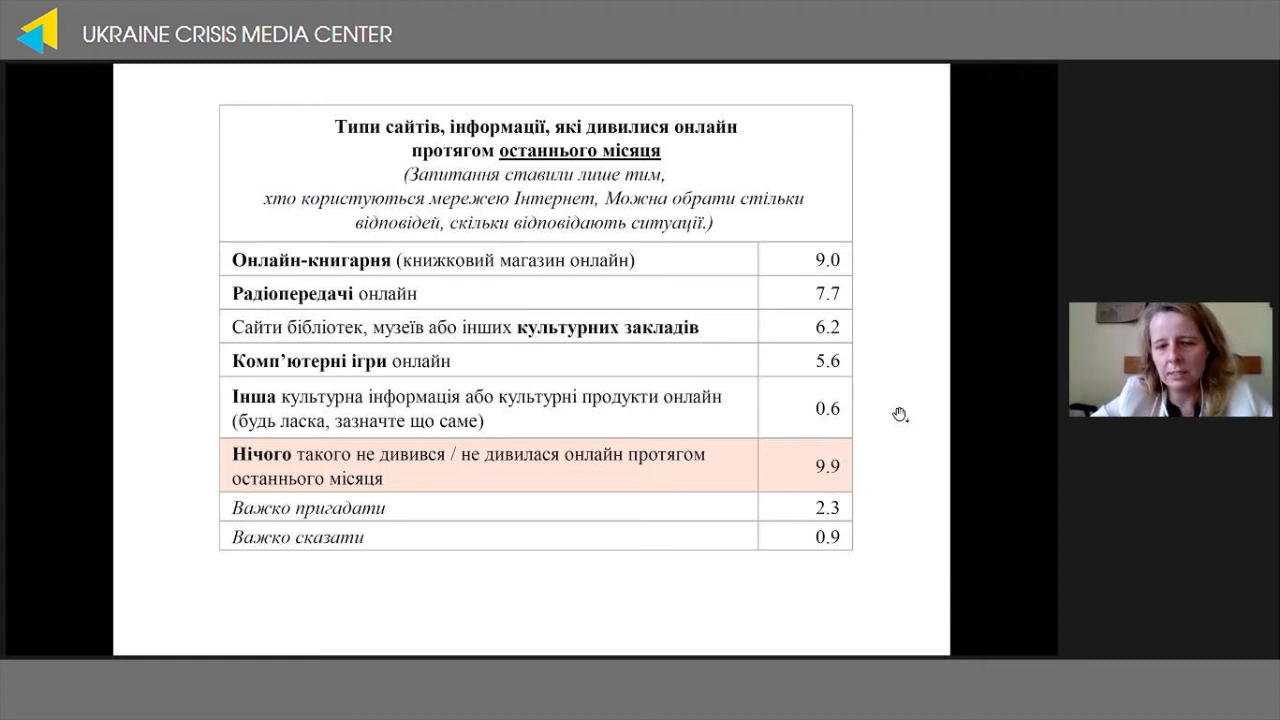 UKRAINE CRISIS MEDIA CENTER
Типи сайтів, інформації, які дивилися онлайн
протягом останнього місяця
(Запитання ставили лише тим,
хто користуються мережею Інтернет, Можна обрати стільки
відповідей, скільки відповідають ситуації.)
Онлайн-книгарня (книжковий магазин онлайн) 9.0
Радіопередачі онлайн 7.7
Сайти бібліотек, музеїв або інших культурних закладів 6.2
Комп’ютерні ігри онлайн 5.6
Інша культурна інформація або культурні продукти онлайн
(будь ласка, зазначте що саме) 0.6
Нічого такого не дивився / не дивилася онлайн протягом
останнього місяця 9.9
Важко пригадати 2.3
Важко сказати 0.9